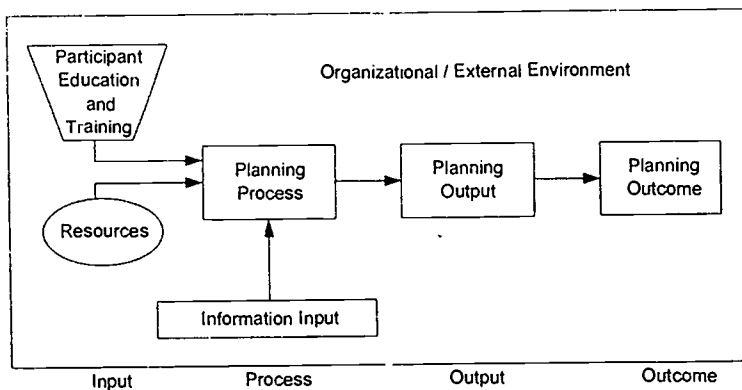 Participant
Education
and
Training
Organizational / External Environment
Planning
Process
Planning
Output
Planning
Outcome
Resources
Information Input
Input
Process
Output
Outcome